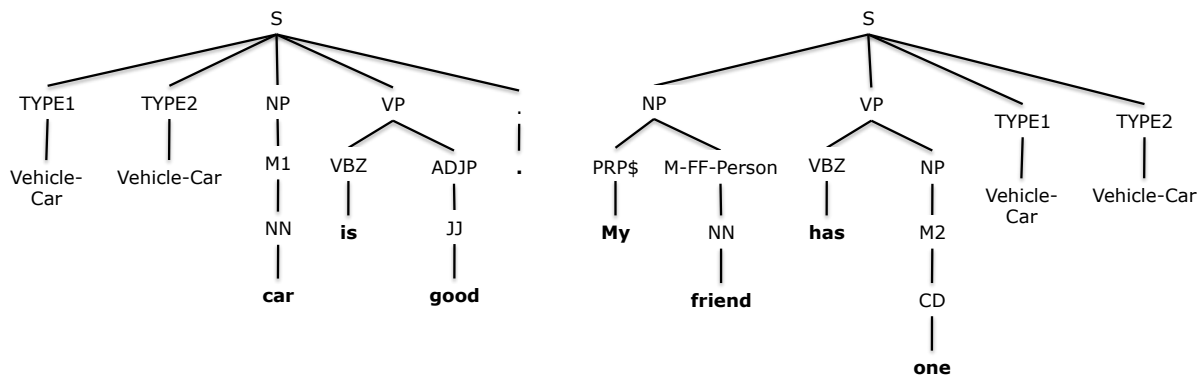 S
TYPE1 TYPE2 NP VP .
Vehicle-Car Vehicle-Car M1 VBZ ADJP .
NN is JJ
car good
S
NP VP TYPE1 TYPE2
PRP$ M-FF-Person VBZ NP Vehicle-Car Vehicle-Car
My NN has M2
friend CD
one